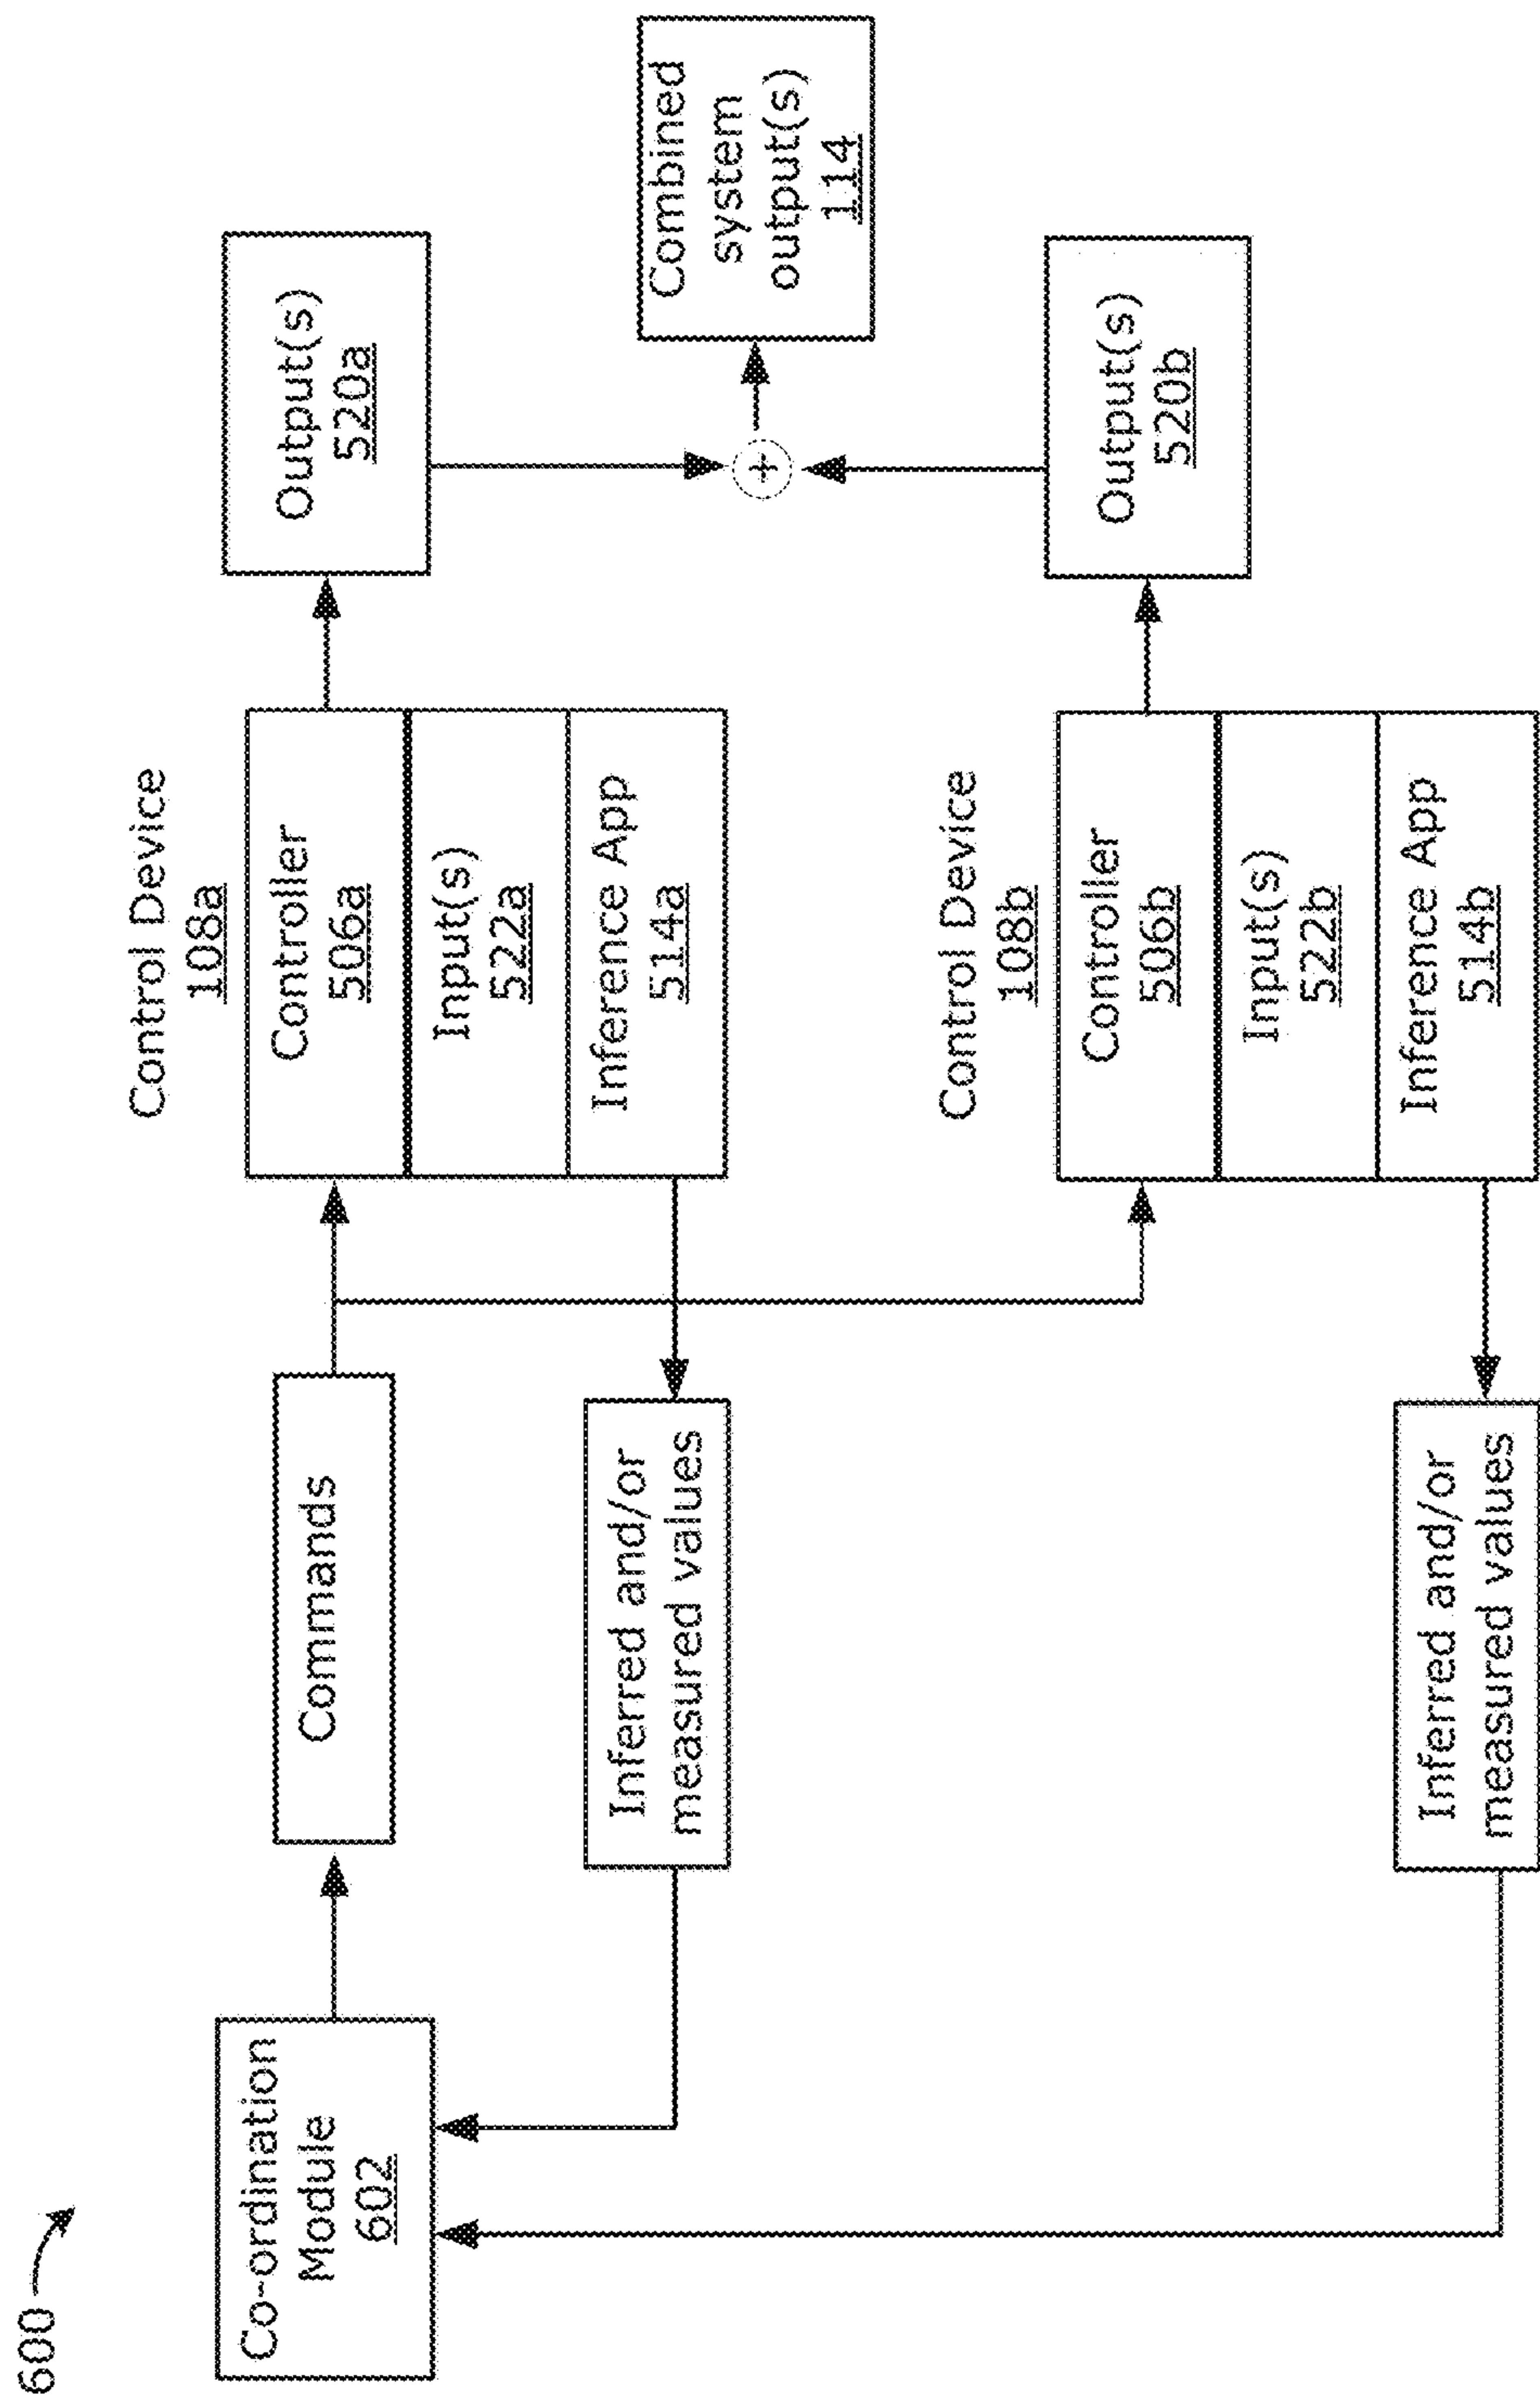 600
Co-ordination
Module
602
Commands
Inferred and/or
measured values
Control Device
108a
Controller
506a
Input(s)
522a
Inference App
514a
Output(s)
520a
+
Combined
system
output(s)
114
Inferred and/or
measured values
Control Device
108b
Controller
506b
Input(s)
522b
Inference App
514b
Output(s)
520b